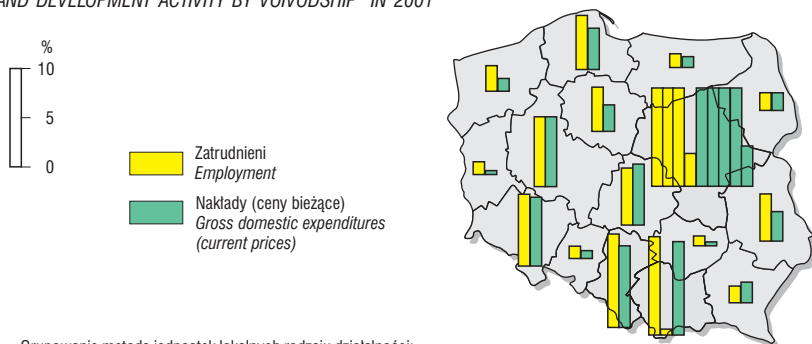 AND DEVELOPMENT ACTIVITY BY VOIVODSHIP IN 2001
%
10
5
0
Zatrudnieni
Employment
Nakłady (ceny bieżące)
Gross domestic expenditures
(current prices)
Grupowanie metodą jednostek lokalnych rodzaju działalności;